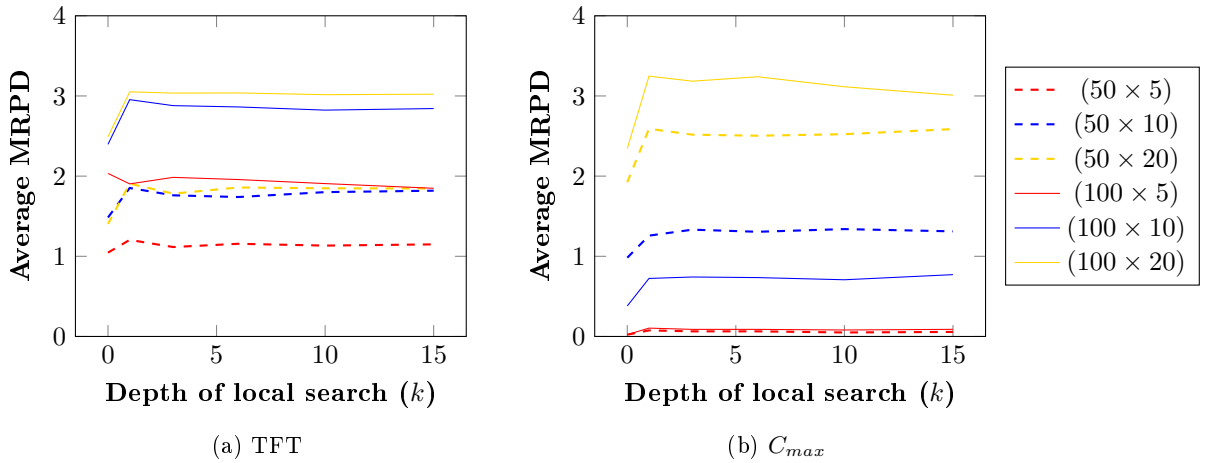 4
3
2
1
0
Average MRPD
0 5 10 15
Depth of local search (k)
(a) TFT
4
3
2
1
0
Average MRPD
0 5 10 15
Depth of local search (k)
(b) C_{max}
(50 × 5)
(50 × 10)
(50 × 20)
(100 × 5)
(100 × 10)
(100 × 20)